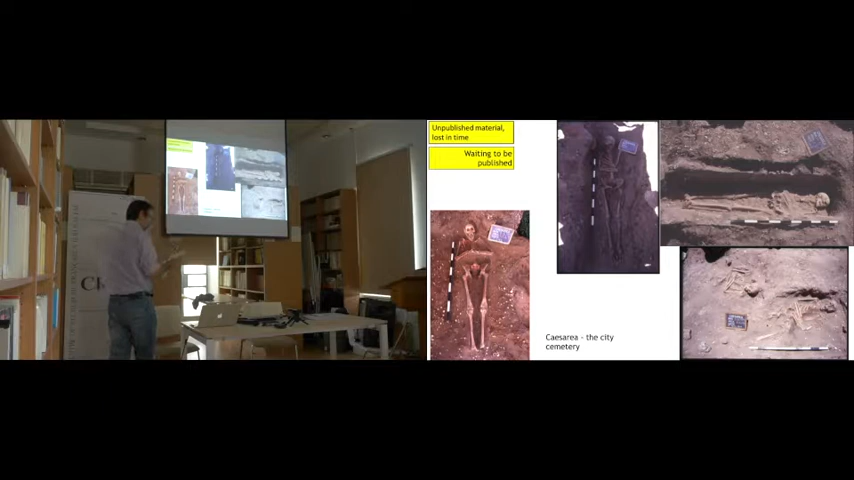 Unpublished material,
lost in time
Waiting to be
published
Caesarea - the city
cemetery